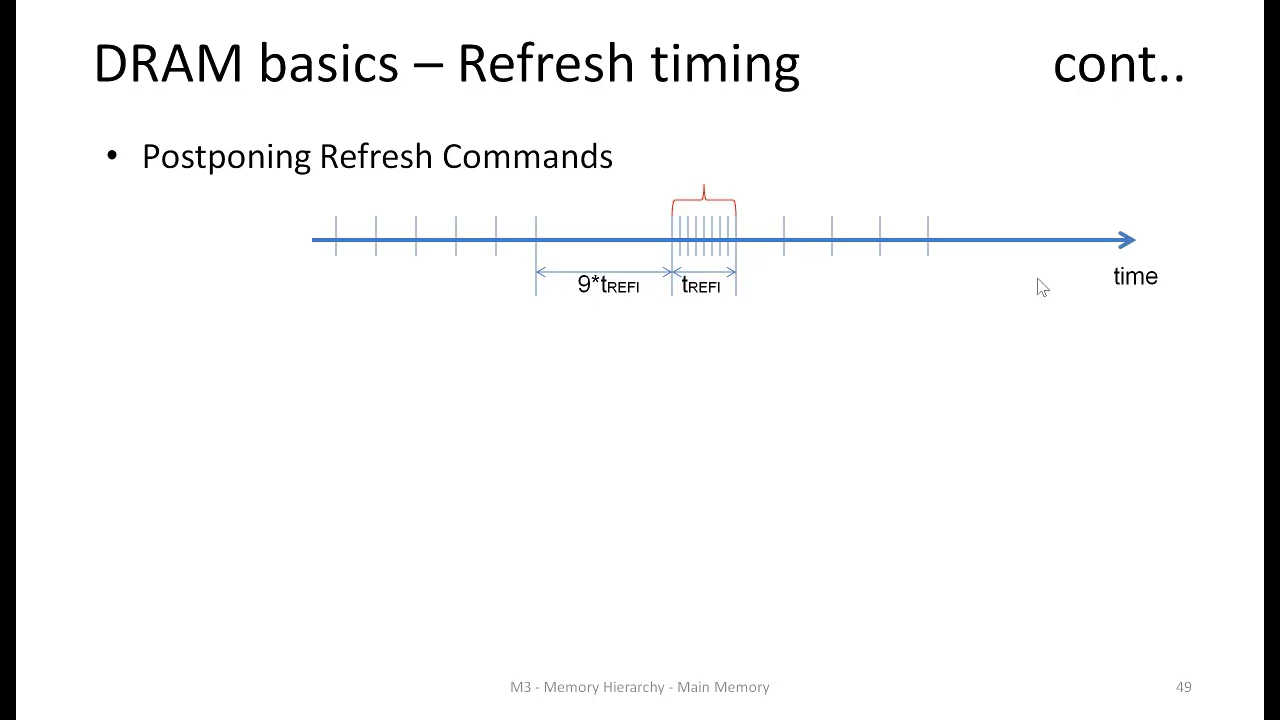 DRAM basics – Refresh timing cont..
• Postponing Refresh Commands
9*tREFI tREFI
time
M3 - Memory Hierarchy - Main Memory 49